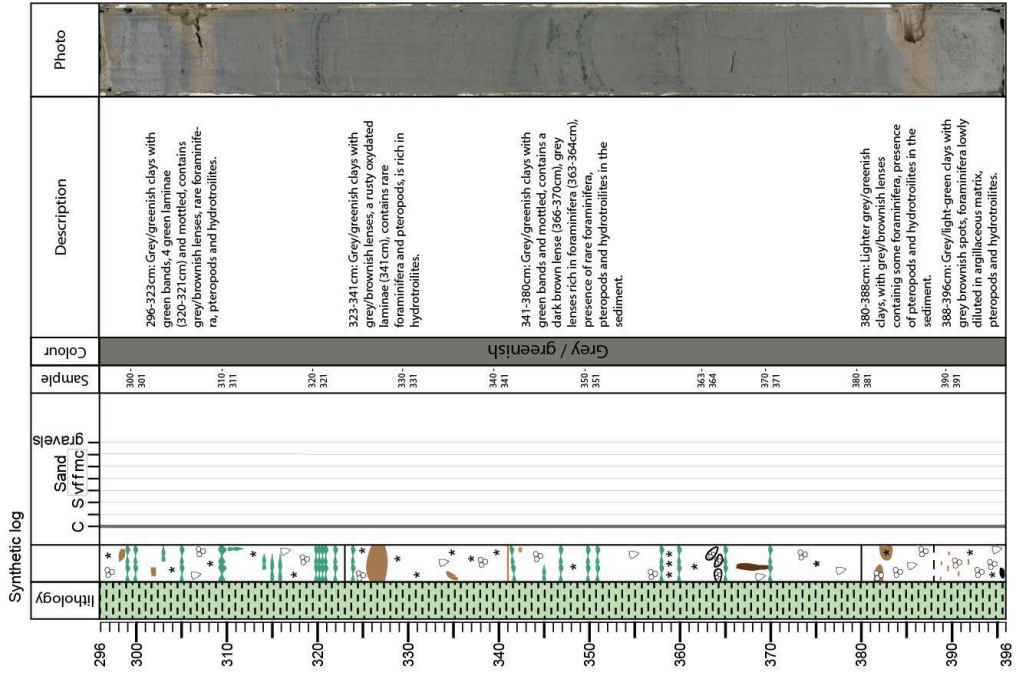 Synthetic log
lithology
C
S
vf
f
m
c
Sand
gravels
Sample
Colour
Description
Photo
296
300
310
320
330
340
350
360
370
380
390
396
300-
301
310-
311
320-
321
330-
331
340-
341
350-
351
363-
364
370-
371
380-
381
390-
391
Grey / greenish
296-323cm: Grey/greenish clays with
green bands, 4 green laminae
(320-321cm) and mottled, contains
grey/brownish lenses, rare foraminife-
ra, pteropods and hydrotroilites.
323-341cm: Grey/greenish clays with
grey/brownish lenses, a rusty oxydated
laminae (341cm), contains rare
foraminifera and pteropods, is rich in
hydrotroilites.
341-380cm: Grey/greenish clays with
green bands and mottled, contains a
dark brown lense (366-370cm), grey
lenses rich in foraminifera (363-364cm),
presence of rare foraminifera,
pteropods and hydrotroilites in the
sediment.
380-388cm: Lighter grey/greenish
clays, with grey/brownish lenses
containig some foraminifera, presence
of pteropods and hydrotroilites in the
sediment.
388-396cm: Grey/light-green clays with
grey brownish spots, foraminifera lowly
diluted in argillaceous matrix,
pteropods and hydrotroilites.